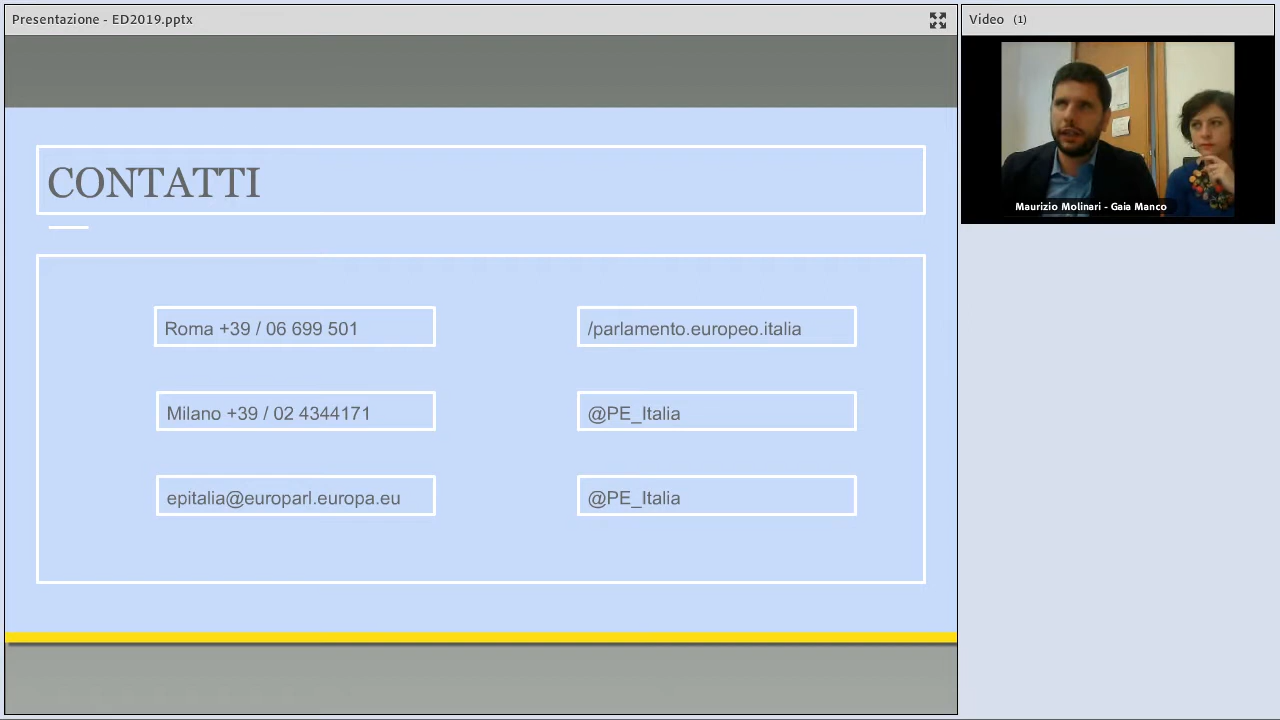 Presentazione - ED2019.pptx
Video (1)
Maurizio Molinari - Gaia Manco
CONTATTI
Roma +39 / 06 699 501
/parlamento.europeo.italia
Milano +39 / 02 4344171
@PE_Italia
epitalia@europarl.europa.eu
@PE_Italia